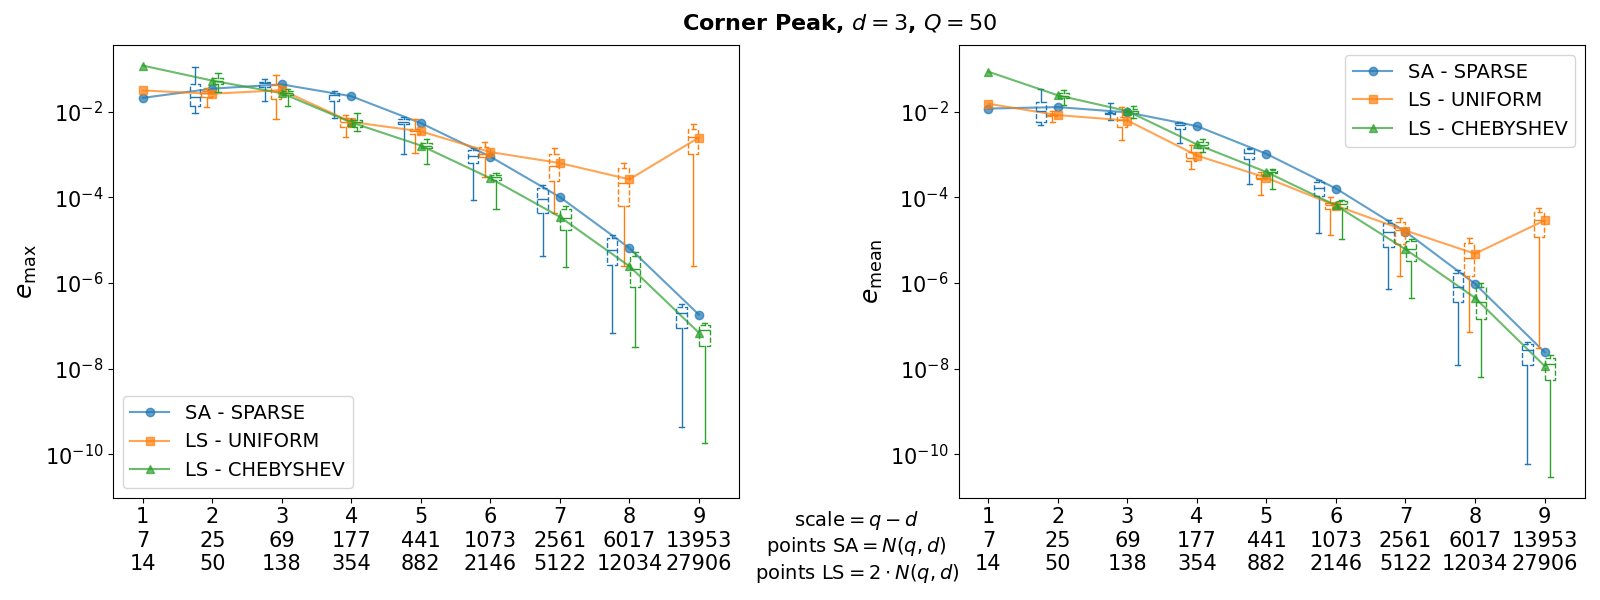 Corner Peak, d = 3, Q = 50
e_max
10^−2
10^−4
10^−6
10^−8
10^−10
SA - SPARSE
LS - UNIFORM
LS - CHEBYSHEV
1 2 3 4 5 6 7 8 9
7 25 69 177 441 1073 2561 6017 13953
14 50 138 354 882 2146 5122 12034 27906
scale = q − d
points SA = N(q, d)
points LS = 2 · N(q, d)
e_mean
10^−2
10^−4
10^−6
10^−8
10^−10
SA - SPARSE
LS - UNIFORM
LS - CHEBYSHEV
1 2 3 4 5 6 7 8 9
7 25 69 177 441 1073 2561 6017 13953
14 50 138 354 882 2146 5122 12034 27906